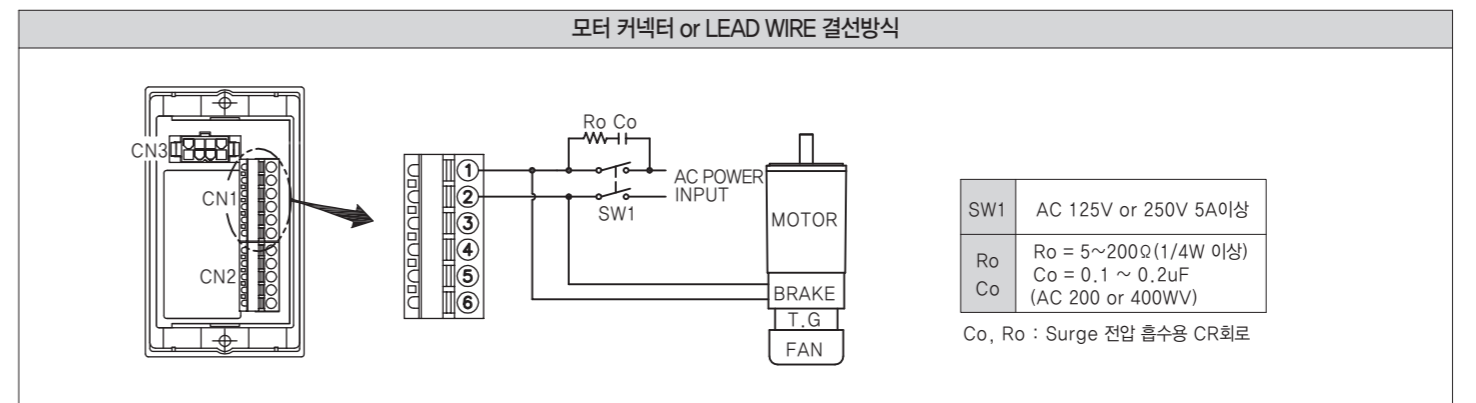 모터 커넥터 or LEAD WIRE 결선방식
CN3
CN1
CN2
①
②
③
④
⑤
⑥
Ro Co
SW1
AC POWER
INPUT
MOTOR
BRAKE
T.G
FAN
SW1 AC 125V or 250V 5A이상
Ro
Co
Ro = 5~200Ω(1/4W 이상)
Co = 0.1 ~ 0.2uF
(AC 200 or 400WV)
Co, Ro : Surge 전압 흡수용 CR회로